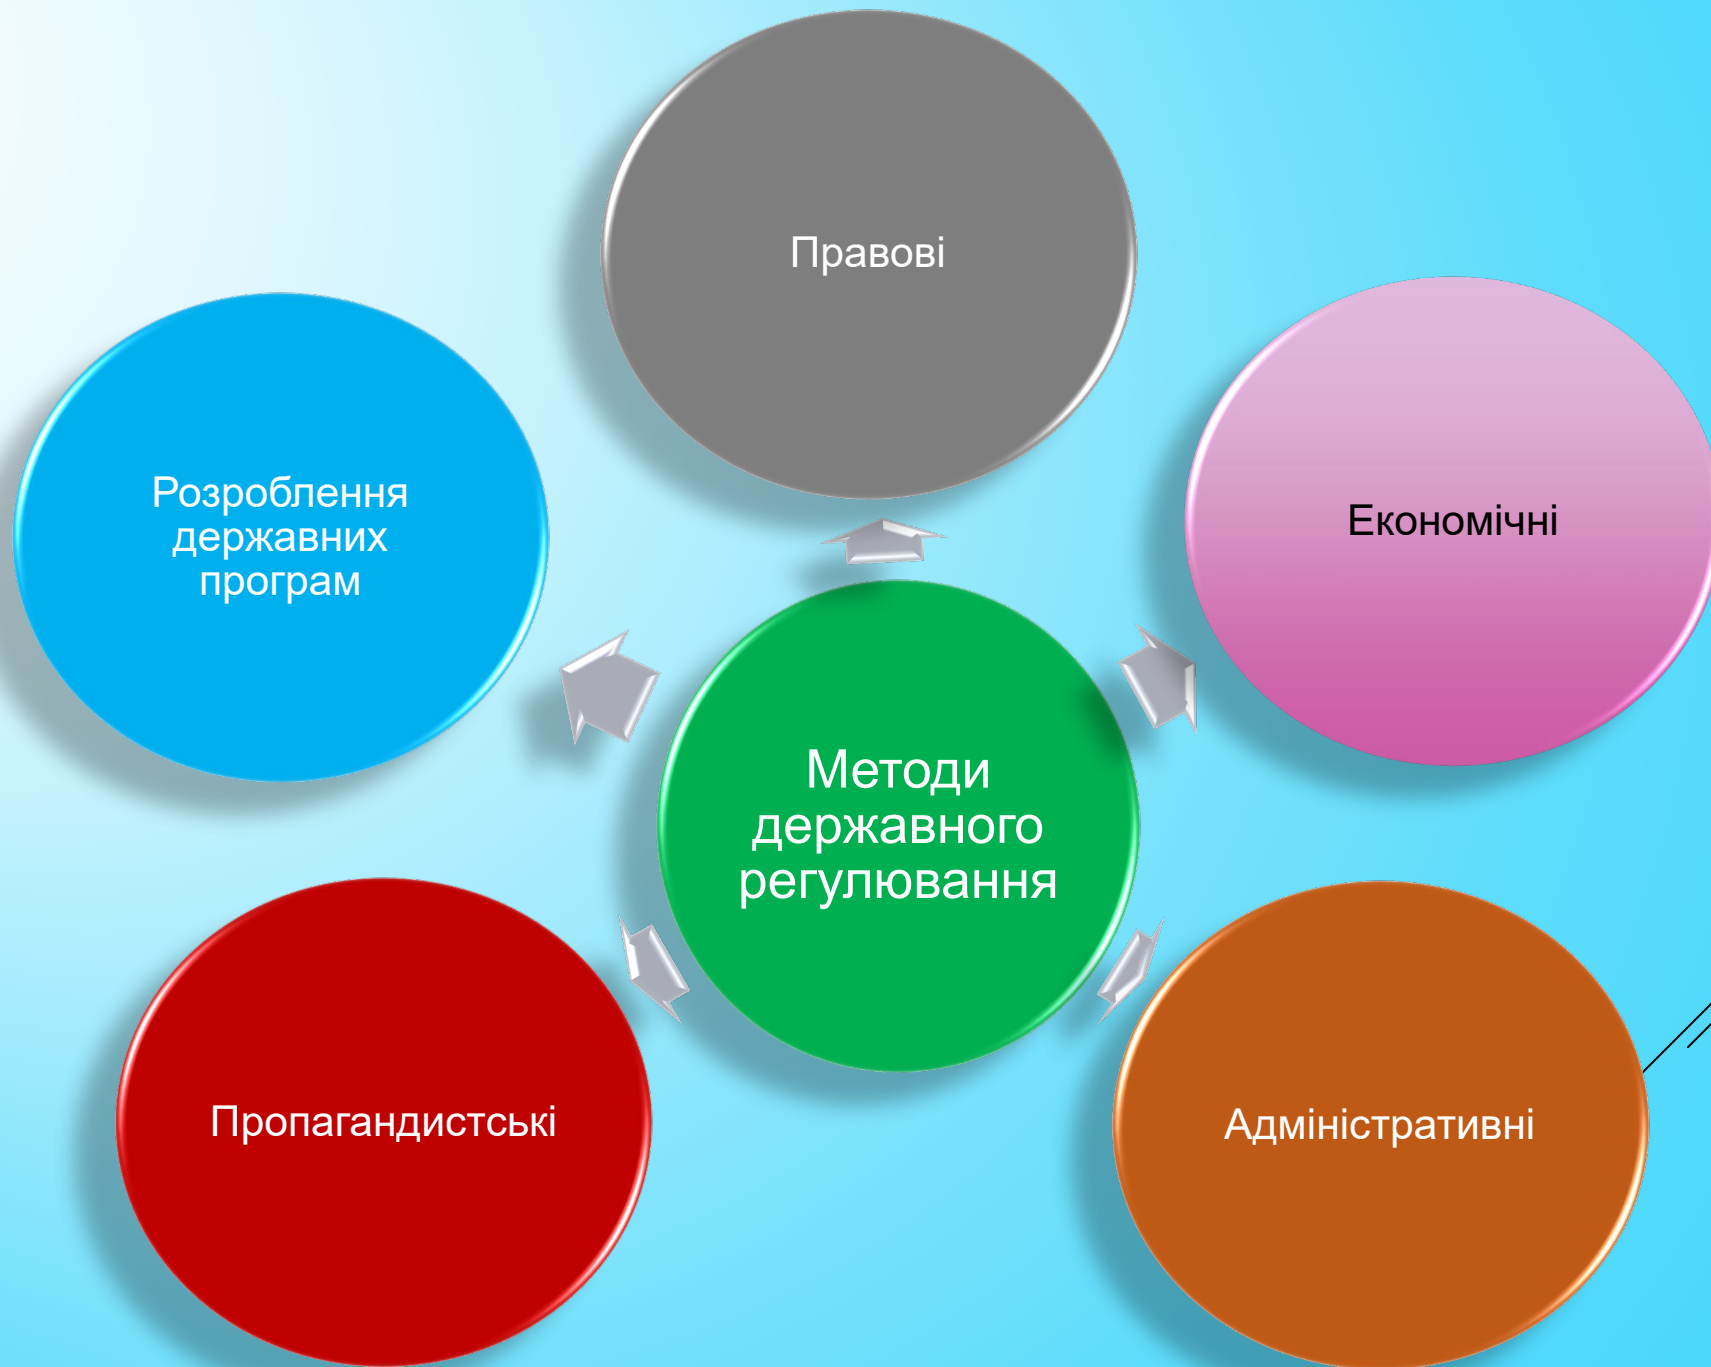 Правові
Економічні
Розроблення
державних
програм
Методи
державного
регулювання
Пропагандистські
Адміністративні